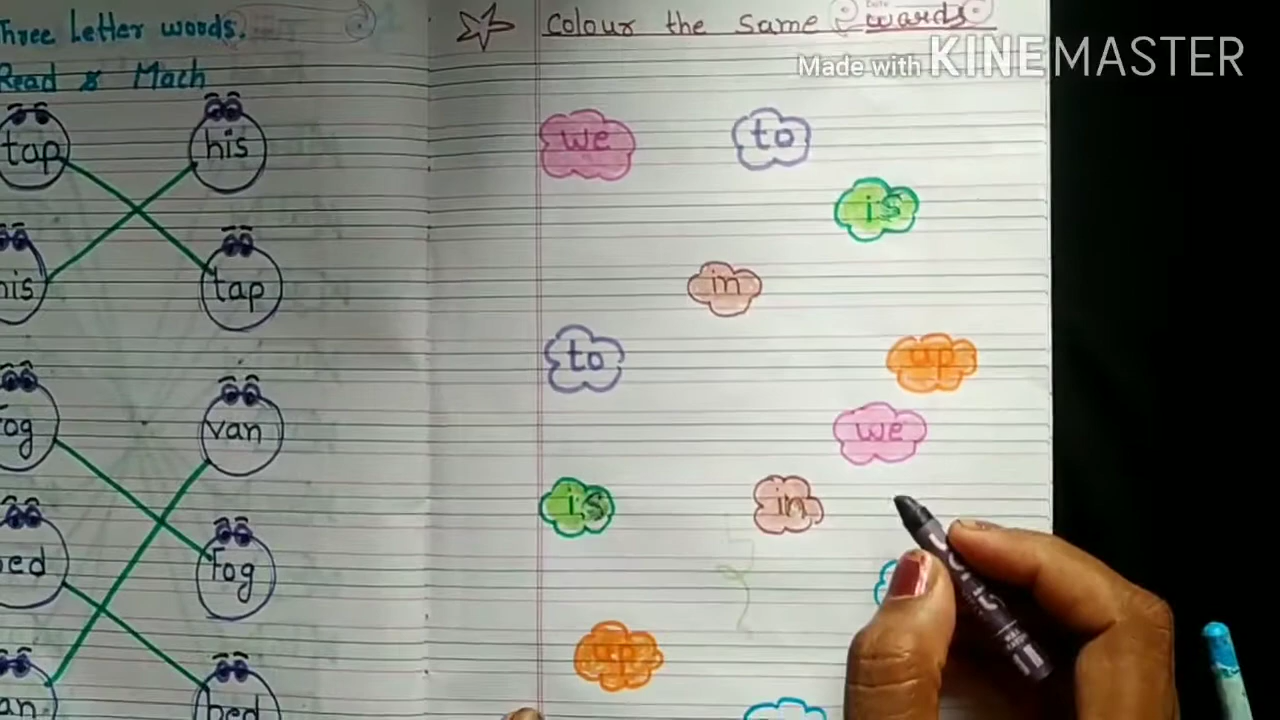 Three Letter words.
Read & Mach
tap his
his tap
fog van
bed fog
van bed
Colour the same words
Made with KINEMASTER
we to
is
in
to up
we
is in
up